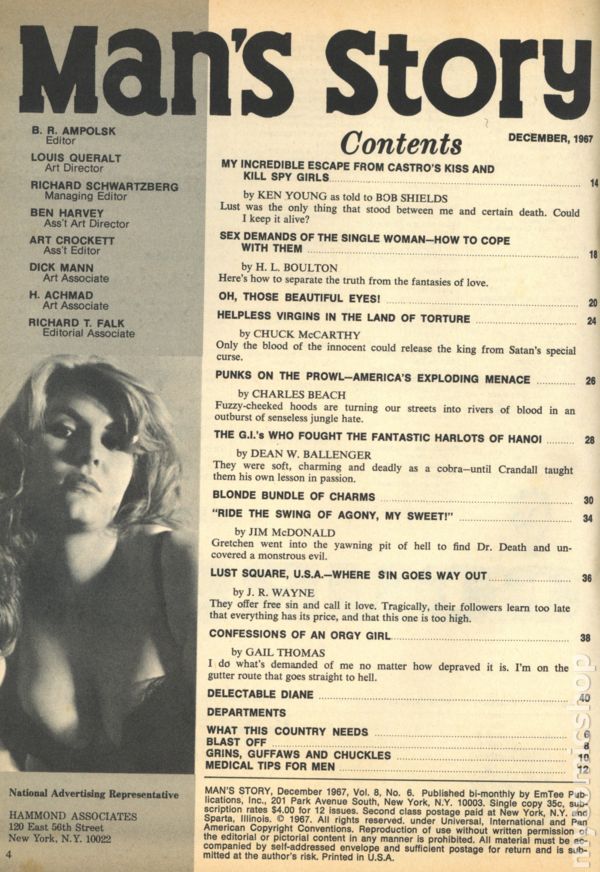 Man's Story
B. R. AMPOLSK
Editor
LOUIS QUERALT
Art Director
RICHARD SCHWARTZBERG
Managing Editor
BEN HARVEY
Ass't Art Director
ART CROCKETT
Ass't Editor
DICK MANN
Art Associate
H. ACHMAD
Art Associate
RICHARD T. FALK
Editorial Associate
National Advertising Representative
HAMMOND ASSOCIATES
120 East 56th Street
New York, N.Y. 10022
4
Contents
DECEMBER, 1967
MY INCREDIBLE ESCAPE FROM CASTRO'S KISS AND
KILL SPY GIRLS 14
by KEN YOUNG as told to BOB SHIELDS
Lust was the only thing that stood between me and certain death. Could
I keep it alive?
SEX DEMANDS OF THE SINGLE WOMAN—HOW TO COPE
WITH THEM 18
by H. L. BOULTON
Here's how to separate the truth from the fantasies of love.
OH, THOSE BEAUTIFUL EYES! 20
HELPLESS VIRGINS IN THE LAND OF TORTURE 24
by CHUCK McCARTHY
Only the blood of the innocent could release the king from Satan's special
curse.
PUNKS ON THE PROWL—AMERICA'S EXPLODING MENACE 26
by CHARLES BEACH
Fuzzy-cheeked hoods are turning our streets into rivers of blood in an
outburst of senseless jungle hate.
THE G.I.'s WHO FOUGHT THE FANTASTIC HARLOTS OF HANOI 28
by DEAN W. BALLENGER
They were soft, charming and deadly as a cobra—until Crandall taught
them his own lesson in passion.
BLONDE BUNDLE OF CHARMS 30
"RIDE THE SWING OF AGONY, MY SWEET!" 34
by JIM McDONALD
Gretchen went into the yawning pit of hell to find Dr. Death and un-
covered a monstrous evil.
LUST SQUARE, U.S.A.—WHERE SIN GOES WAY OUT 36
by J. R. WAYNE
They offer free sin and call it love. Tragically, their followers learn too late
that everything has its price, and that this one is too high.
CONFESSIONS OF AN ORGY GIRL 38
by GAIL THOMAS
I do what's demanded of me no matter how depraved it is. I'm on the
gutter route that goes straight to hell.
DELECTABLE DIANE 40
DEPARTMENTS
WHAT THIS COUNTRY NEEDS 6
BLAST OFF 8
GRINS, GUFFAWS AND CHUCKLES 10
MEDICAL TIPS FOR MEN 12
MAN'S STORY, December 1967, Vol. 8, No. 6. Published bi-monthly by EmTee Pub-
lications, Inc., 201 Park Avenue South, New York, N.Y. 10003. Single copy 35c, sub-
scription rates $4.00 for 12 issues. Second class postage paid at New York, N.Y. and
Sparta, Illinois. © 1967. All rights reserved. under Universal, International and Pan
American Copyright Conventions. Reproduction of use without written permission of
the editorial or pictorial content in any manner is prohibited. All material must be ac-
companied by self-addressed envelope and sufficient postage for return and is sub-
mitted at the author's risk. Printed in U.S.A.
mycomicshop